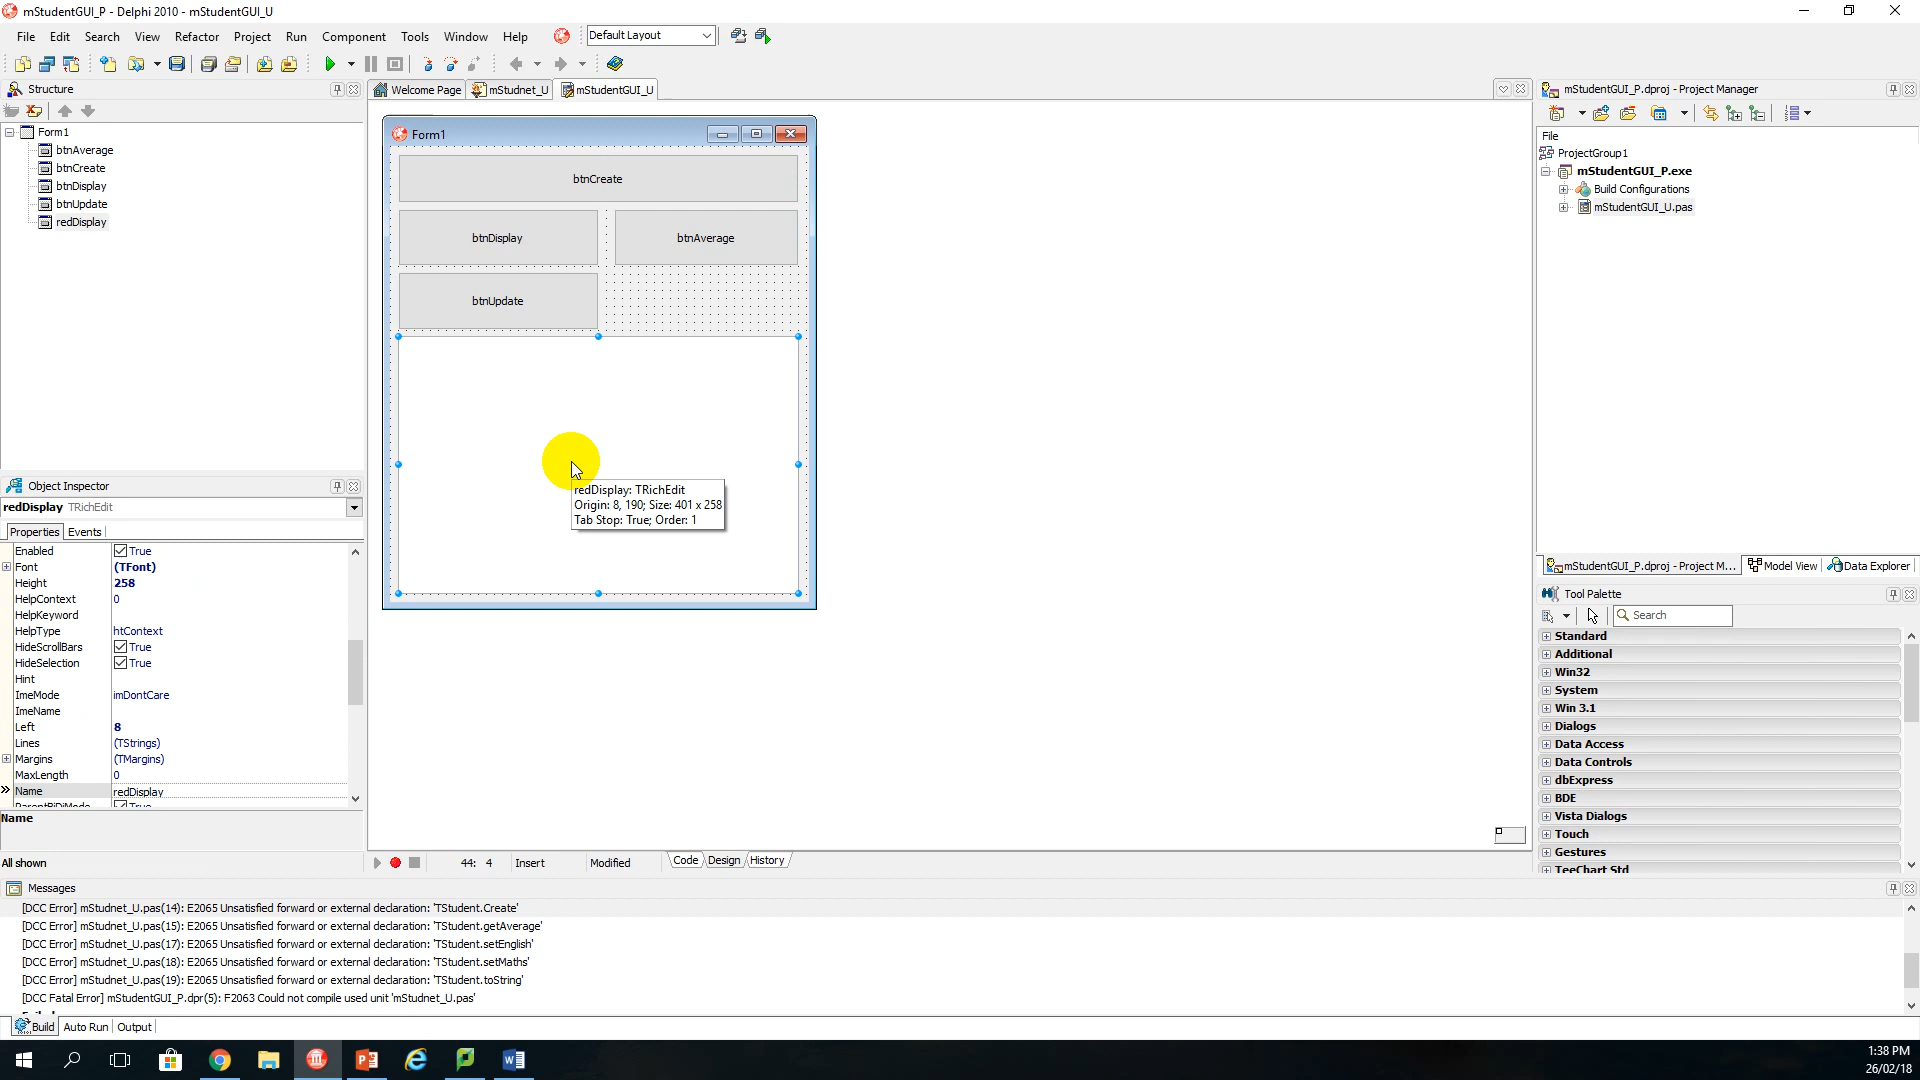 mStudentGUI_P - Delphi 2010 - mStudentGUI_U
File Edit Search View Refactor Project Run Component Tools Window Help
Default Layout
Structure
Form1
btnAverage
btnCreate
btnDisplay
btnUpdate
redDisplay
Object Inspector
redDisplay TRichEdit
Properties Events
Enabled True
Font (TFont)
Height 258
HelpContext 0
HelpKeyword
HelpType htContext
HideScrollBars True
HideSelection True
Hint
ImeMode imDontCare
ImeName
Left 8
Lines (TStrings)
Margins (TMargins)
MaxLength 0
Name redDisplay
ParentBiDiMode True
Name
All shown
Welcome Page mStudnet_U mStudentGUI_U
Form1
btnCreate
btnDisplay btnAverage
btnUpdate
redDisplay: TRichEdit
Origin: 8, 190; Size: 401 x 258
Tab Stop: True; Order: 1
44: 4 Insert Modified Code Design History
mStudentGUI_P.dproj - Project Manager
File
ProjectGroup1
mStudentGUI_P.exe
Build Configurations
mStudentGUI_U.pas
mStudentGUI_P.dproj - Project M... Model View Data Explorer
Tool Palette
Search
Standard
Additional
Win32
System
Win 3.1
Dialogs
Data Access
Data Controls
dbExpress
BDE
Vista Dialogs
Touch
Gestures
TeeChart Std
Messages
[DCC Error] mStudnet_U.pas(14): E2065 Unsatisfied forward or external declaration: 'TStudent.Create'
[DCC Error] mStudnet_U.pas(15): E2065 Unsatisfied forward or external declaration: 'TStudent.getAverage'
[DCC Error] mStudnet_U.pas(17): E2065 Unsatisfied forward or external declaration: 'TStudent.setEnglish'
[DCC Error] mStudnet_U.pas(18): E2065 Unsatisfied forward or external declaration: 'TStudent.setMaths'
[DCC Error] mStudnet_U.pas(19): E2065 Unsatisfied forward or external declaration: 'TStudent.toString'
[DCC Fatal Error] mStudentGUI_P.dpr(5): F2063 Could not compile used unit 'mStudnet_U.pas'
Build Auto Run Output
1:38 PM
26/02/18